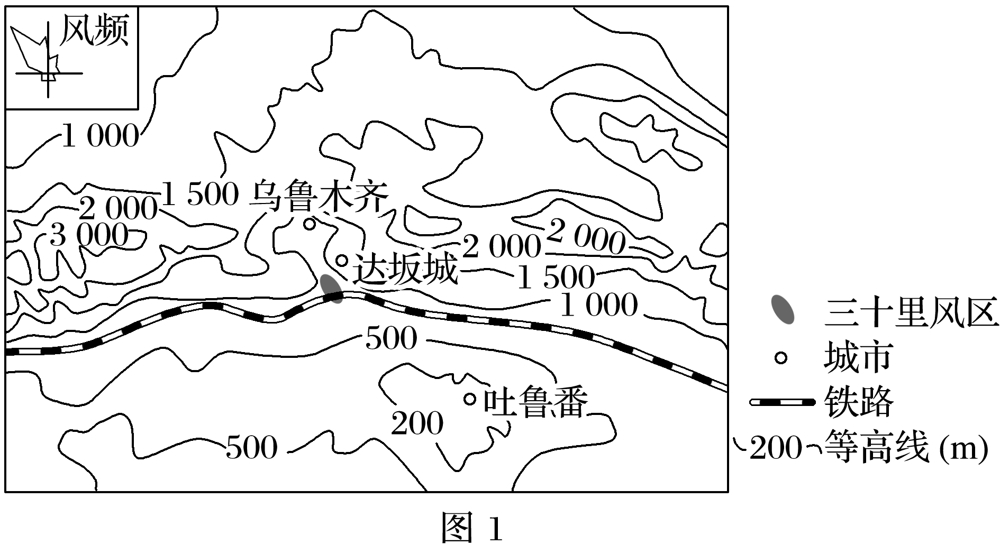 风频
1 000
1 500
乌鲁木齐
2 000
3 000
2 000
2 000
达坂城
1 500
1 000
500
吐鲁番
200
500
三十里风区
城市
铁路
200 等高线 (m)
图 1